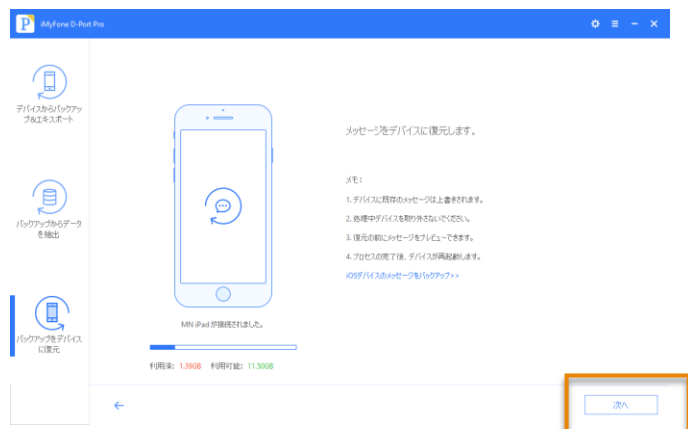 iMyFone D-Port Pro
デバイスからバックアッ
プ&エキスポート
バックアップからデータ
を抽出
バックアップをデバイス
に復元
MN iPad が接続されました。
利用済: 1.39GB 利用可能: 11.50GB
メッセージをデバイスに復元します。
メモ:
1. デバイスに既存のメッセージは上書きされます。
2. 処理中デバイスを取り外さないでください。
3. 復元の前にメッセージをプレビューできます。
4. プロセスの完了後、デバイスが再起動します。
iOSデバイスのメッセージをバックアップ>>
次へ